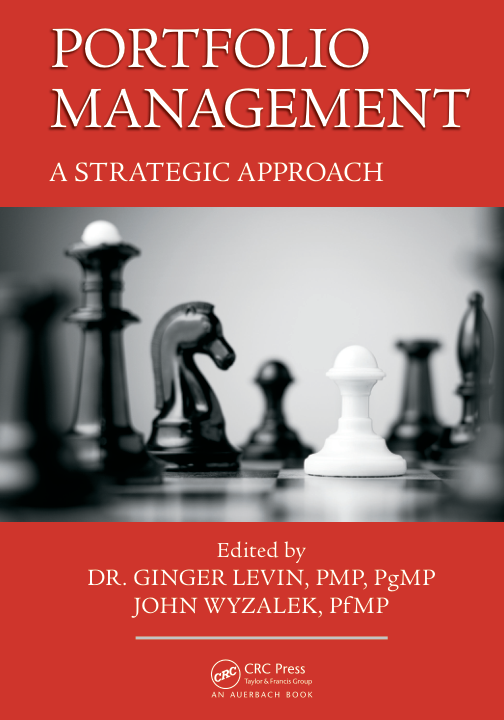 PORTFOLIO
MANAGEMENT
A STRATEGIC APPROACH
Edited by
DR. GINGER LEVIN, PMP, PgMP
JOHN WYZALEK, PfMP
CRC
CRC Press
Taylor & Francis Group
AN AUERBACH BOOK